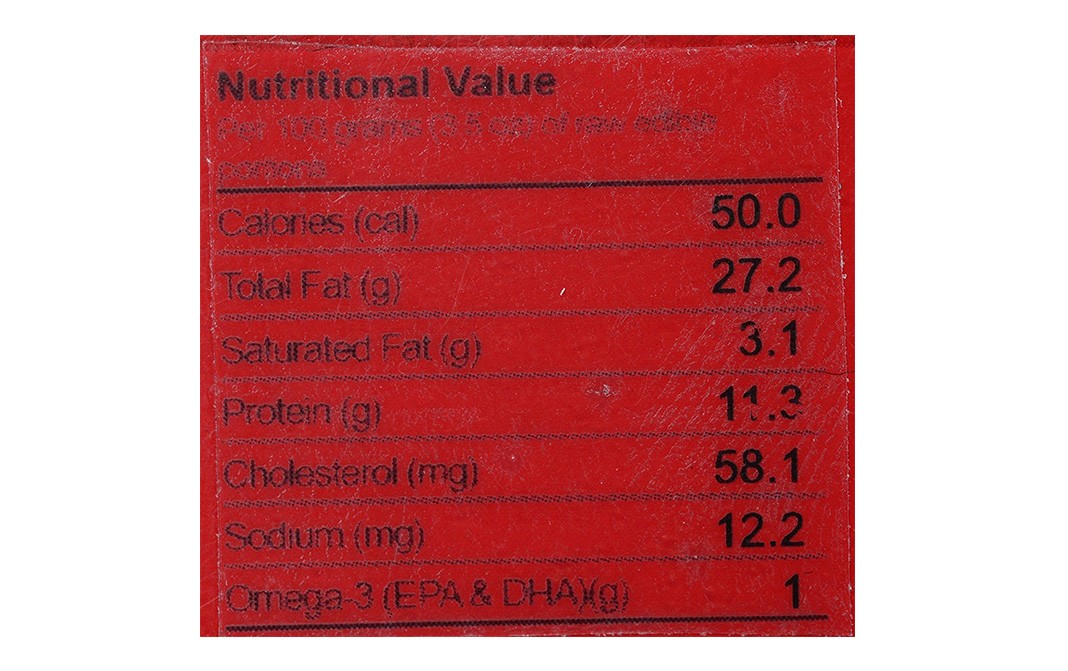 Nutritional Value
Per 100 grams (3.5 ozs) of raw edible
portions
Calories (cal) 50.0
Total Fat (g) 27.2
Saturated Fat (g) 3.1
Protein (g) 11.3
Cholesterol (mg) 58.1
Sodium (mg) 12.2
Omega-3 (EPA & DHA)(g) 1